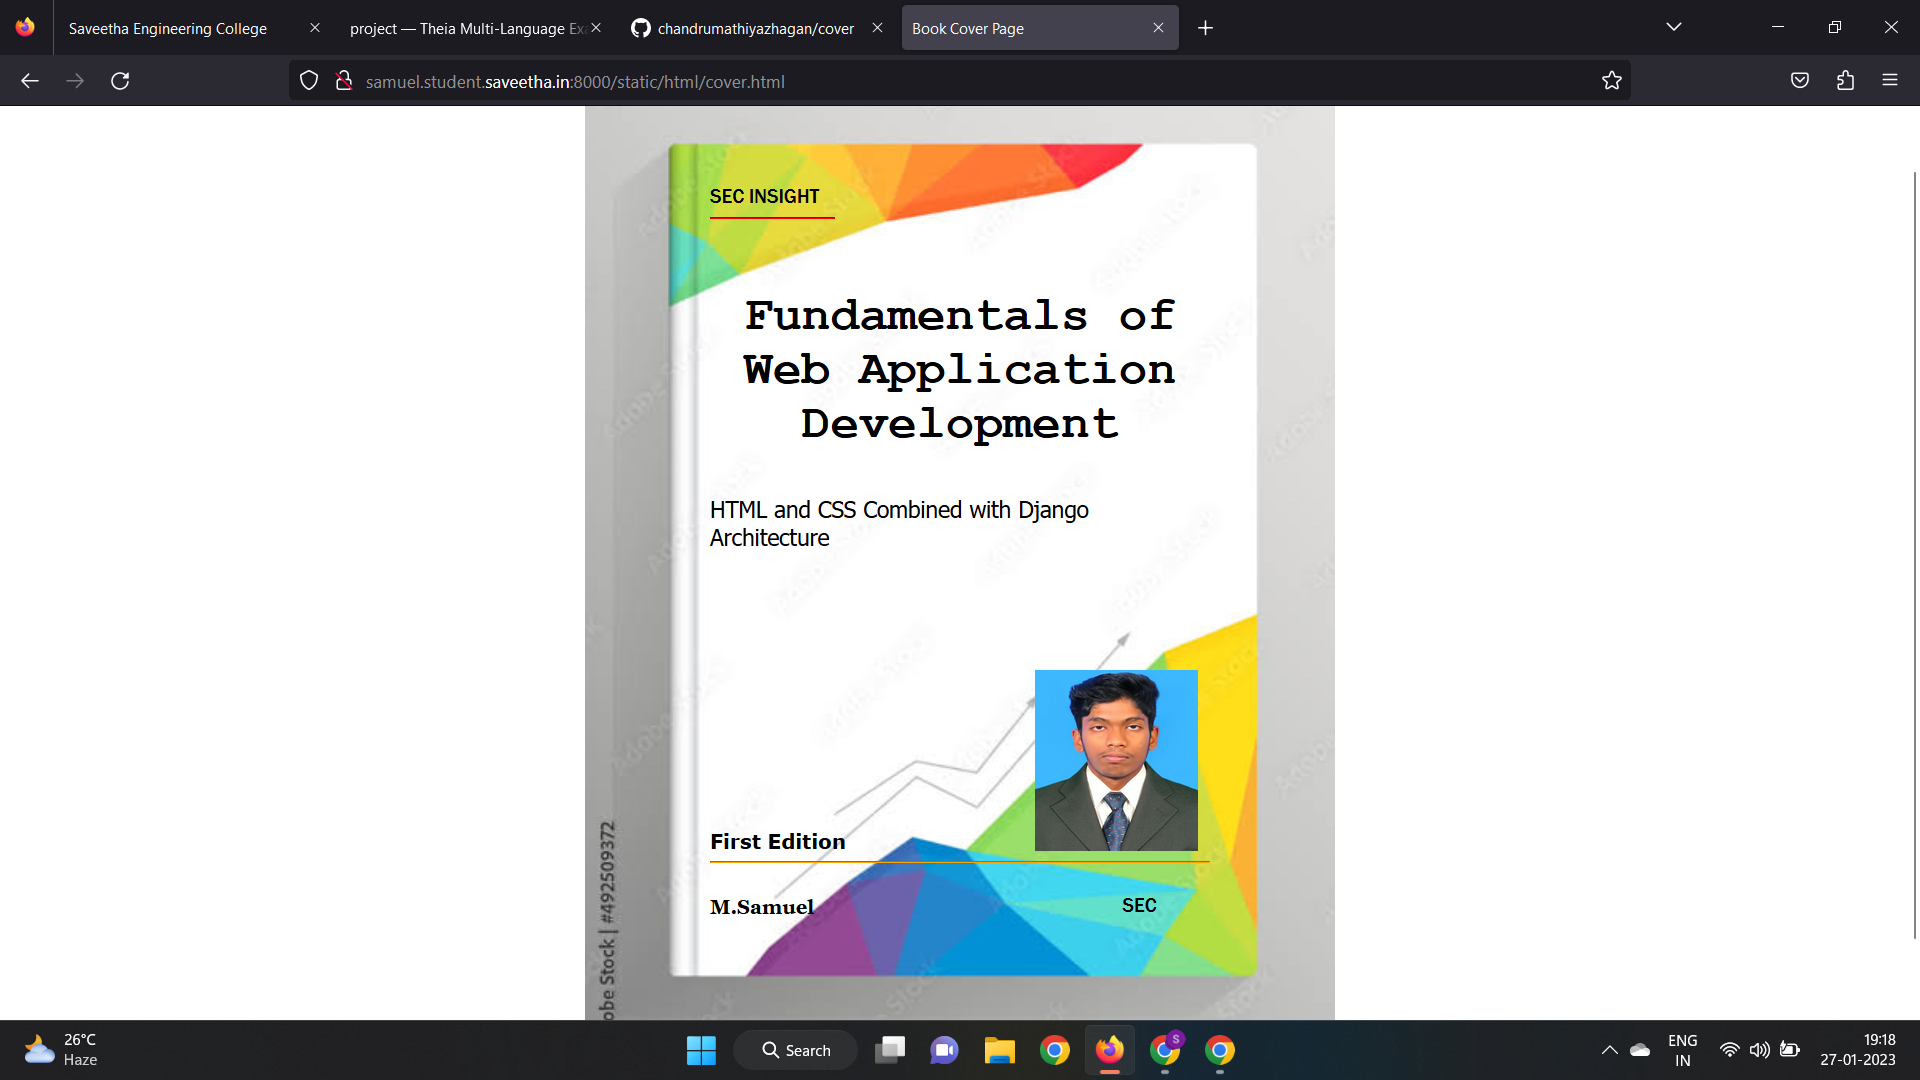 Saveetha Engineering College
project — Theia Multi-Language Ex
chandrumathiyazhagan/cover
Book Cover Page
samuel.student.saveetha.in:8000/static/html/cover.html
SEC INSIGHT
Fundamentals of
Web Application
Development
HTML and CSS Combined with Django
Architecture
First Edition
M.Samuel
SEC
obe Stock | #492509372
26°C
Haze
Search
S
ENG
IN
19:18
27-01-2023